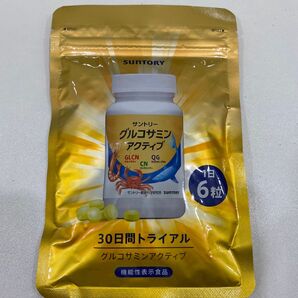 SUNTORY
サントリー
グルコサミン
アクティブ
GLCN
QG
CN
SUNTORY
1日
6粒
30日間トライアル
グルコサミンアクティブ
機能性表示食品